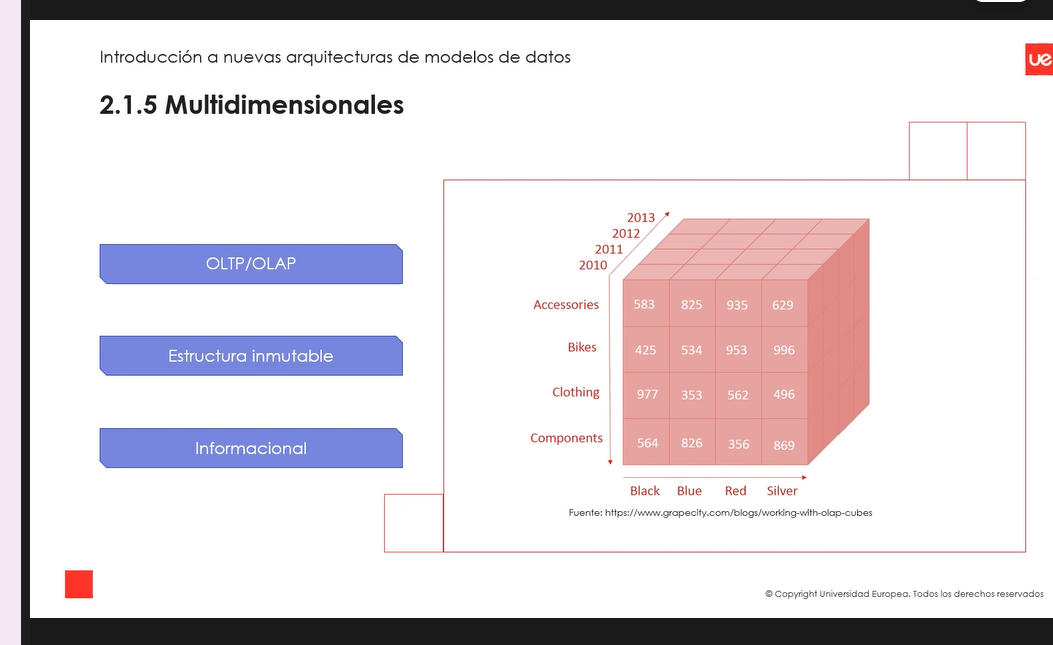 Introducción a nuevas arquitecturas de modelos de datos
ue
2.1.5 Multidimensionales
OLTP/OLAP
Estructura inmutable
Informacional
2013
2012
2011
2010
Accessories 583 825 935 629
Bikes 425 534 953 996
Clothing 977 353 562 496
Components 564 826 356 869
Black Blue Red Silver
Fuente: https://www.grapecity.com/blogs/working-with-olap-cubes
© Copyright Universidad Europea. Todos los derechos reservados